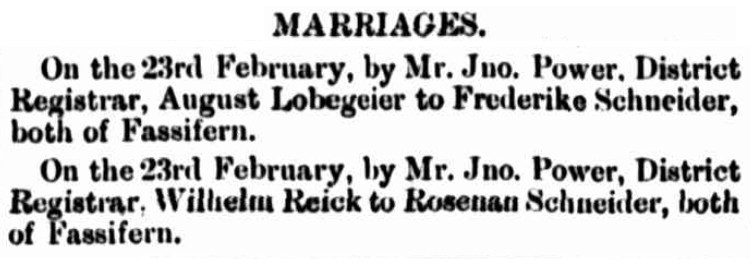 MARRIAGES.
On the 23rd February, by Mr. Jno. Power, District
Registrar, August Lobegeier to Frederike Schneider,
both of Fassifern.
On the 23rd February, by Mr. Jno. Power, District
Registrar, Wilhelm Reick to Rosenan Schneider, both
of Fassifern.